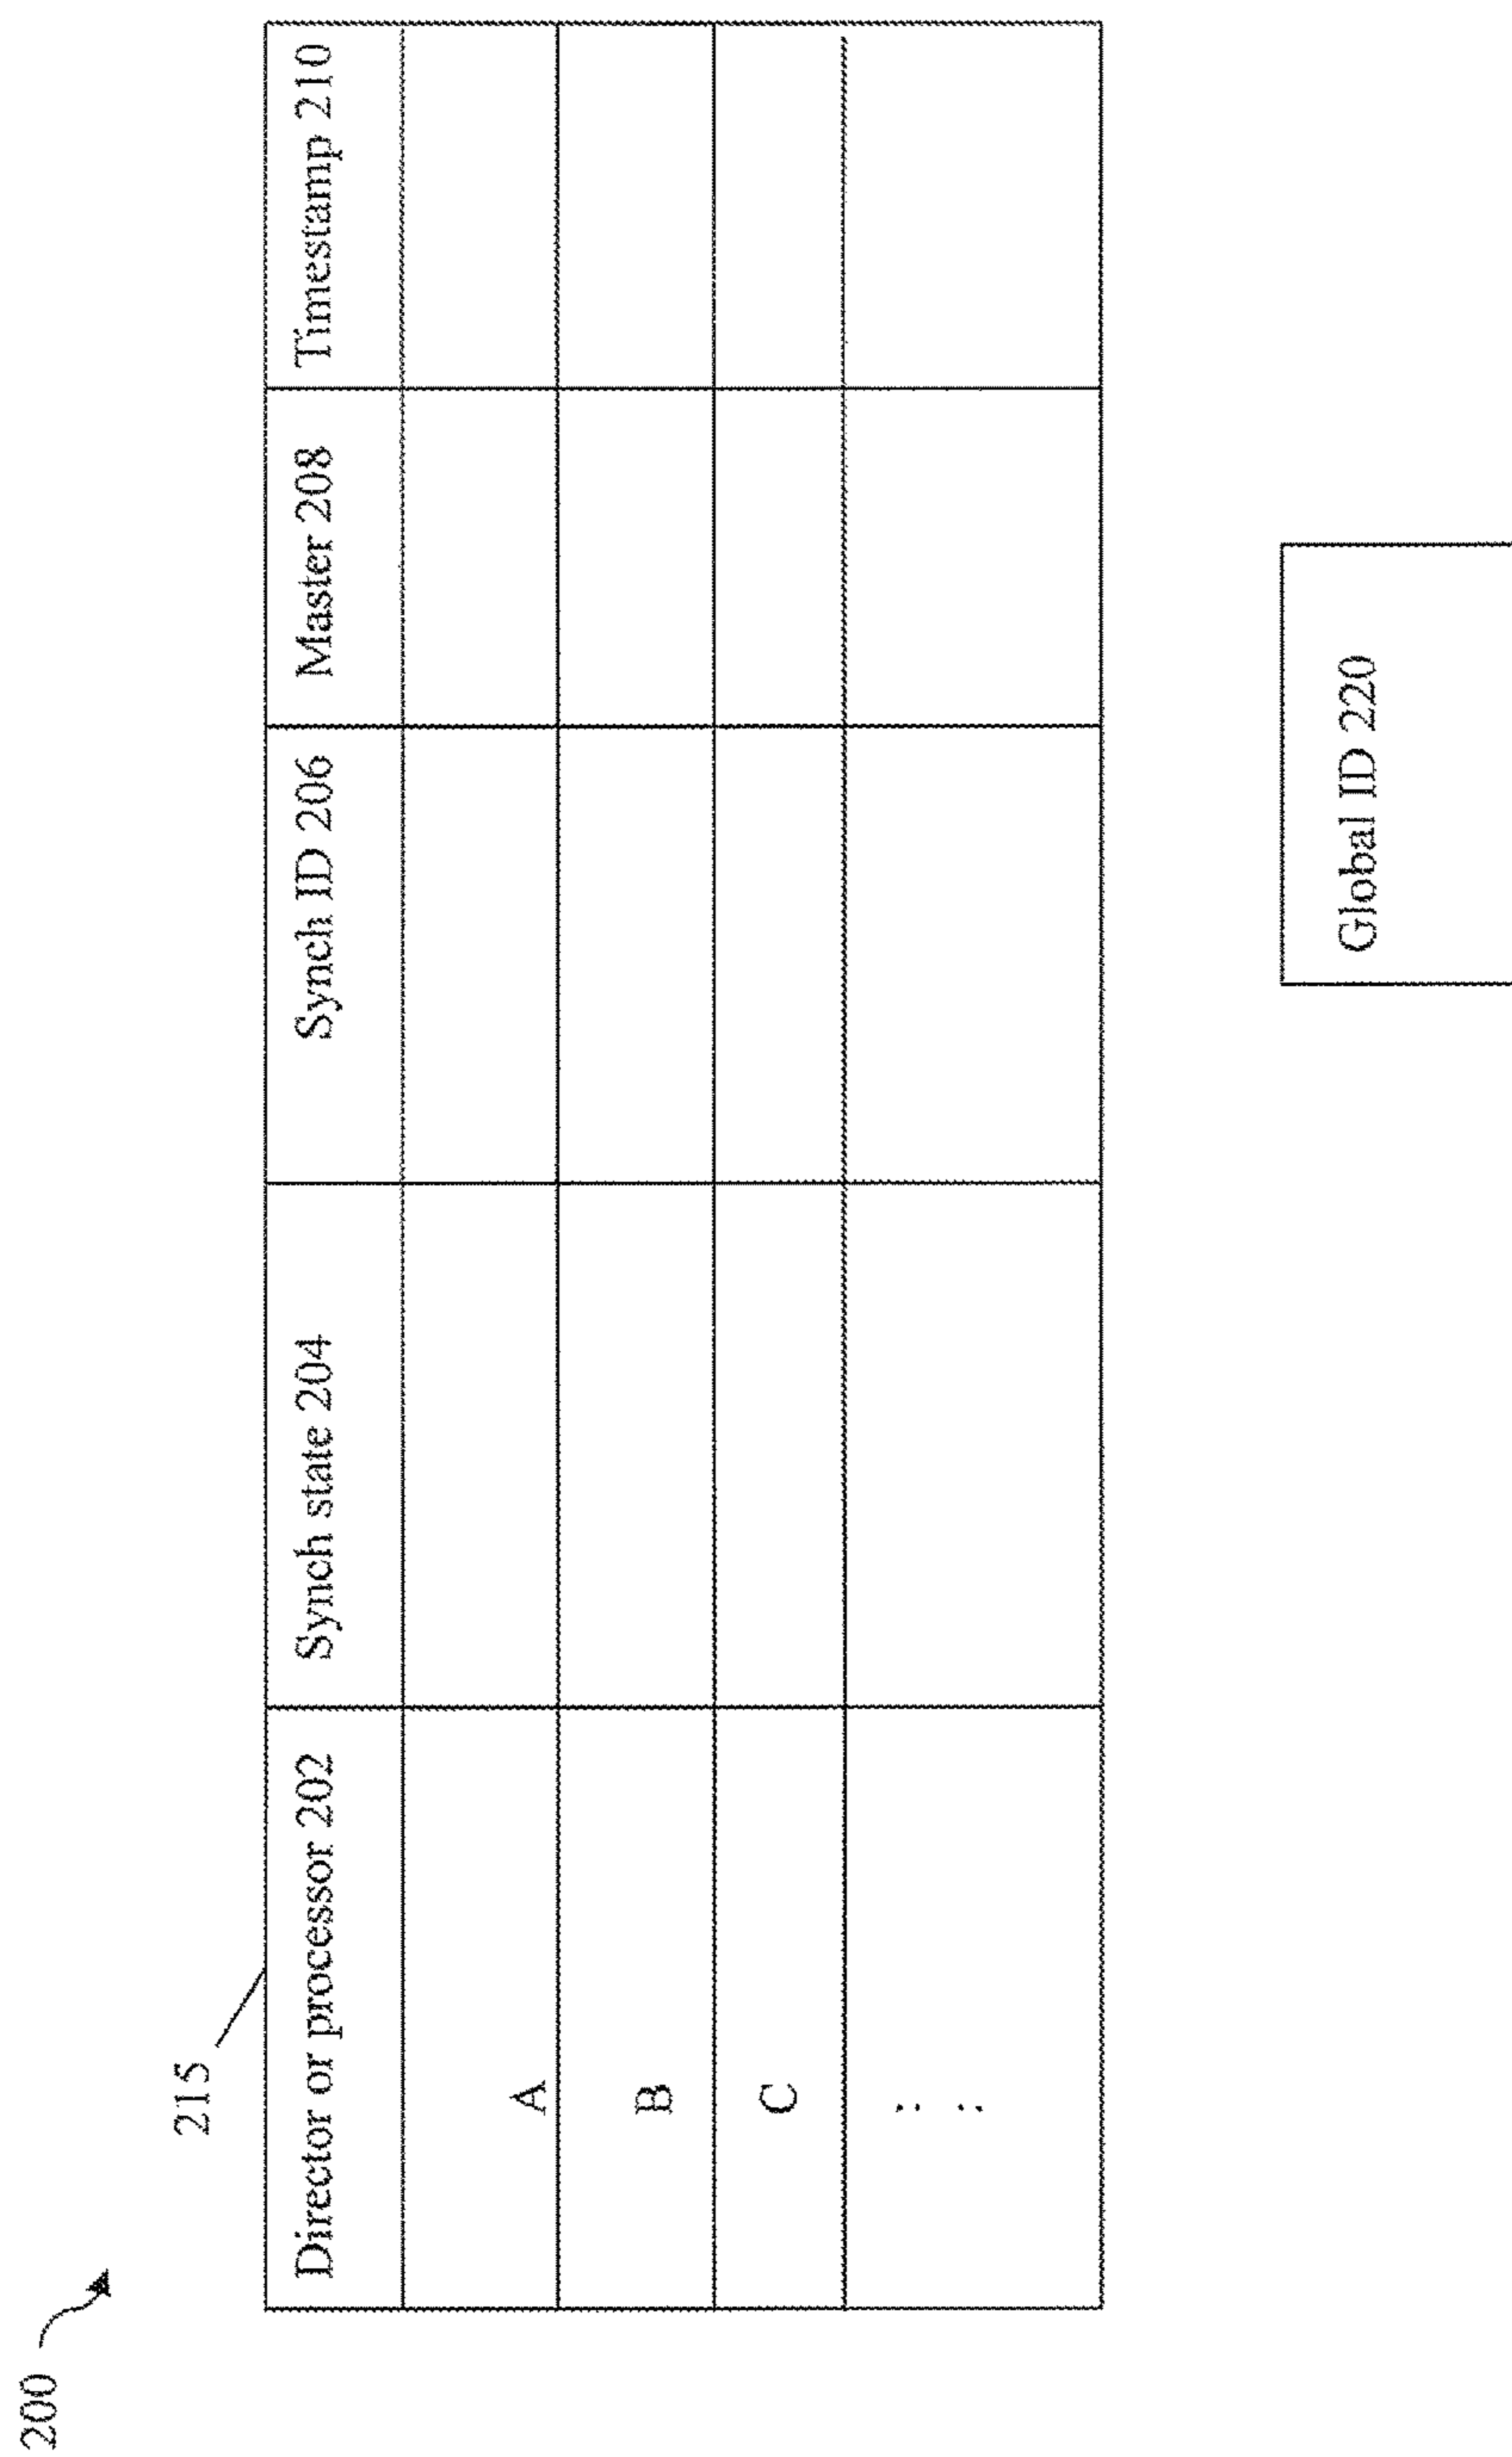 200
215
Director or processor 202 Synch state 204 Synch ID 206 Master 208 Timestamp 210
A
B
C
Global ID 220